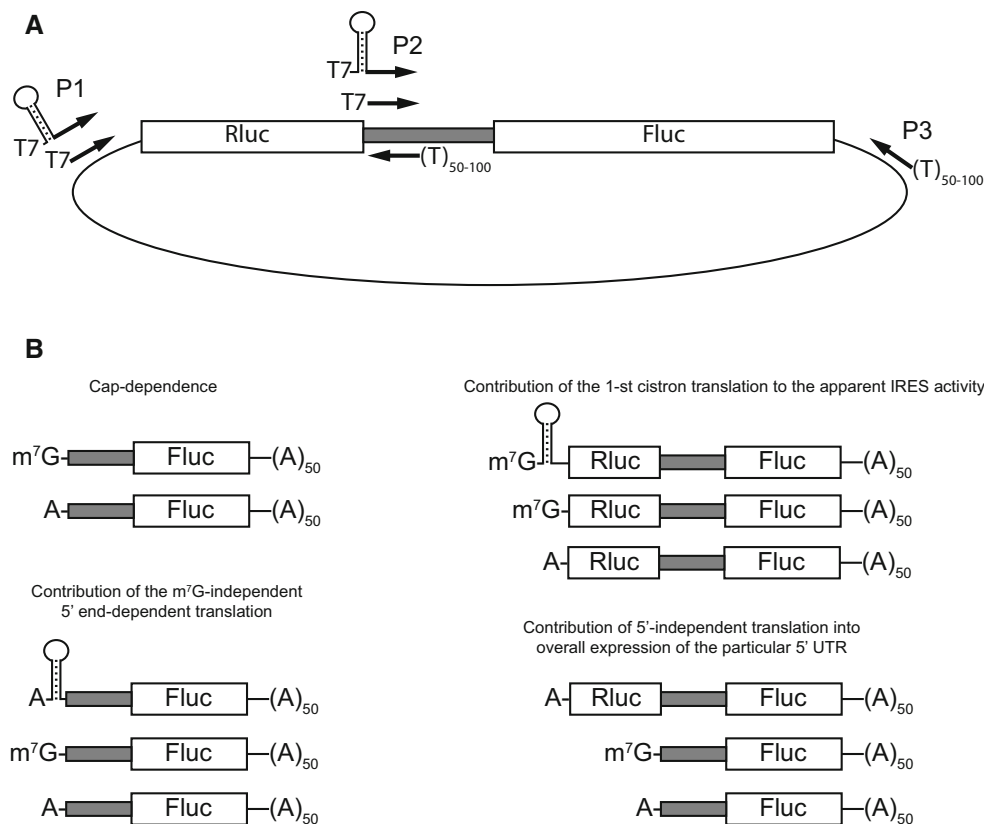 A
P1
T7
T7
P2
T7
T7
Rluc
Fluc
(T)50-100
P3
(T)50-100
B
Cap-dependence
m⁷G Fluc (A)50
A Fluc (A)50
Contribution of the m⁷G-independent
5’ end-dependent translation
A Fluc (A)50
m⁷G Fluc (A)50
A Fluc (A)50
Contribution of the 1-st cistron translation to the apparent IRES activity
m⁷G Rluc Fluc (A)50
m⁷G Rluc Fluc (A)50
A Rluc Fluc (A)50
Contribution of 5’-independent translation into
overall expression of the particular 5’ UTR
A Rluc Fluc (A)50
m⁷G Fluc (A)50
A Fluc (A)50